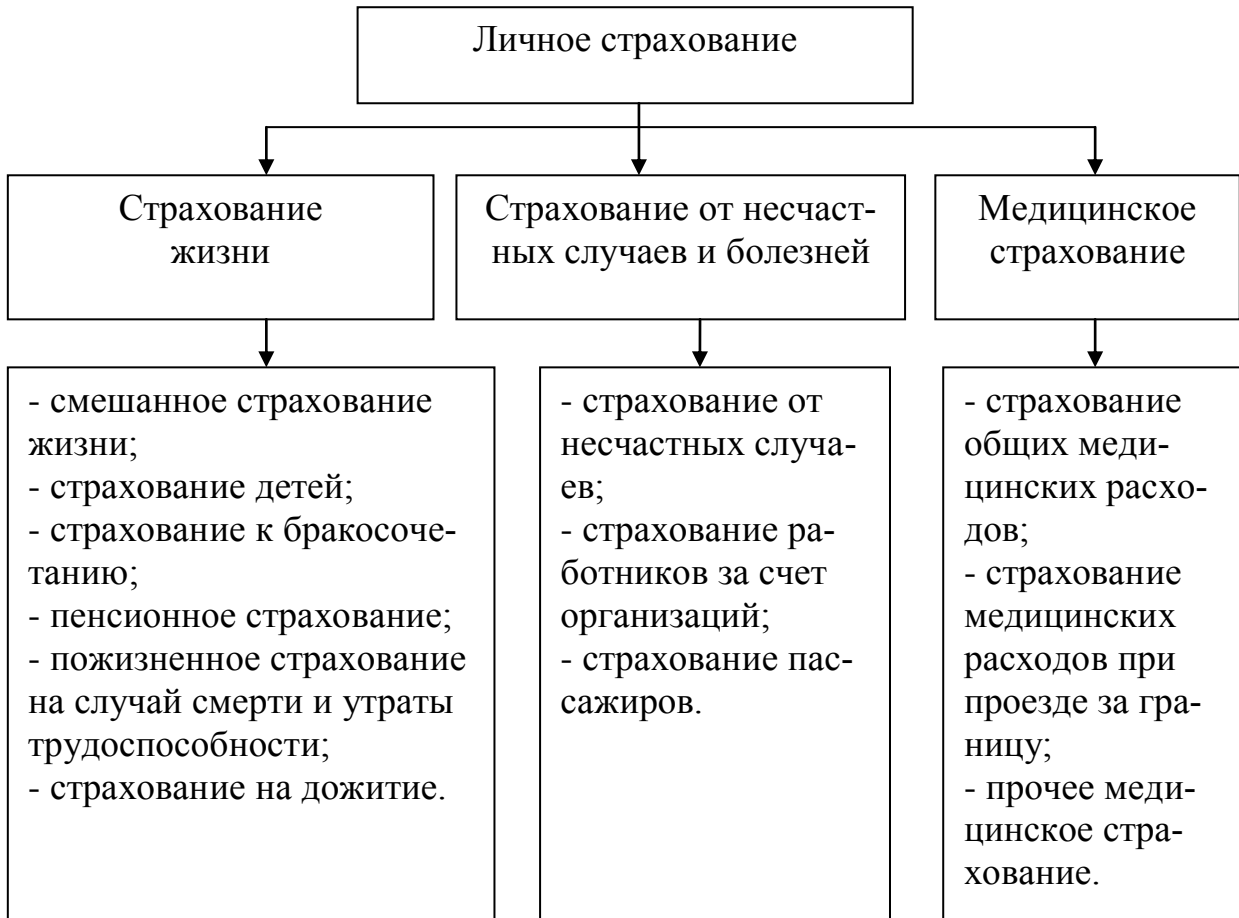 Личное страхование
Страхование
жизни
Страхование от несчаст-
ных случаев и болезней
Медицинское
страхование
- смешанное страхование
жизни;
- страхование детей;
- страхование к бракосоче-
танию;
- пенсионное страхование;
- пожизненное страхование
на случай смерти и утраты
трудоспособности;
- страхование на дожитие.
- страхование от
несчастных случа-
ев;
- страхование ра-
ботников за счет
организаций;
- страхование пас-
сажиров.
- страхование
общих меди-
цинских расхо-
дов;
- страхование
медицинских
расходов при
проезде за гра-
ницу;
- прочее меди-
цинское стра-
хование.